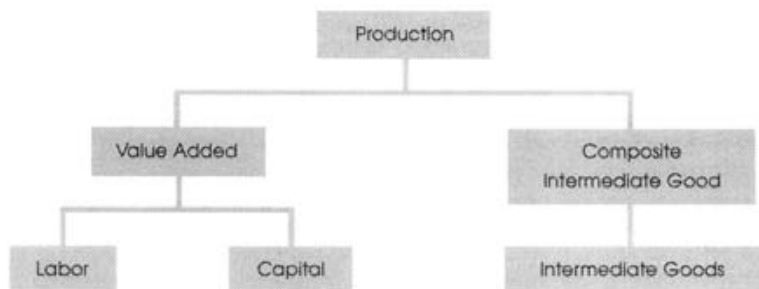 Production
Value Added
Composite
Intermediate Good
Labor
Capital
Intermediate Goods